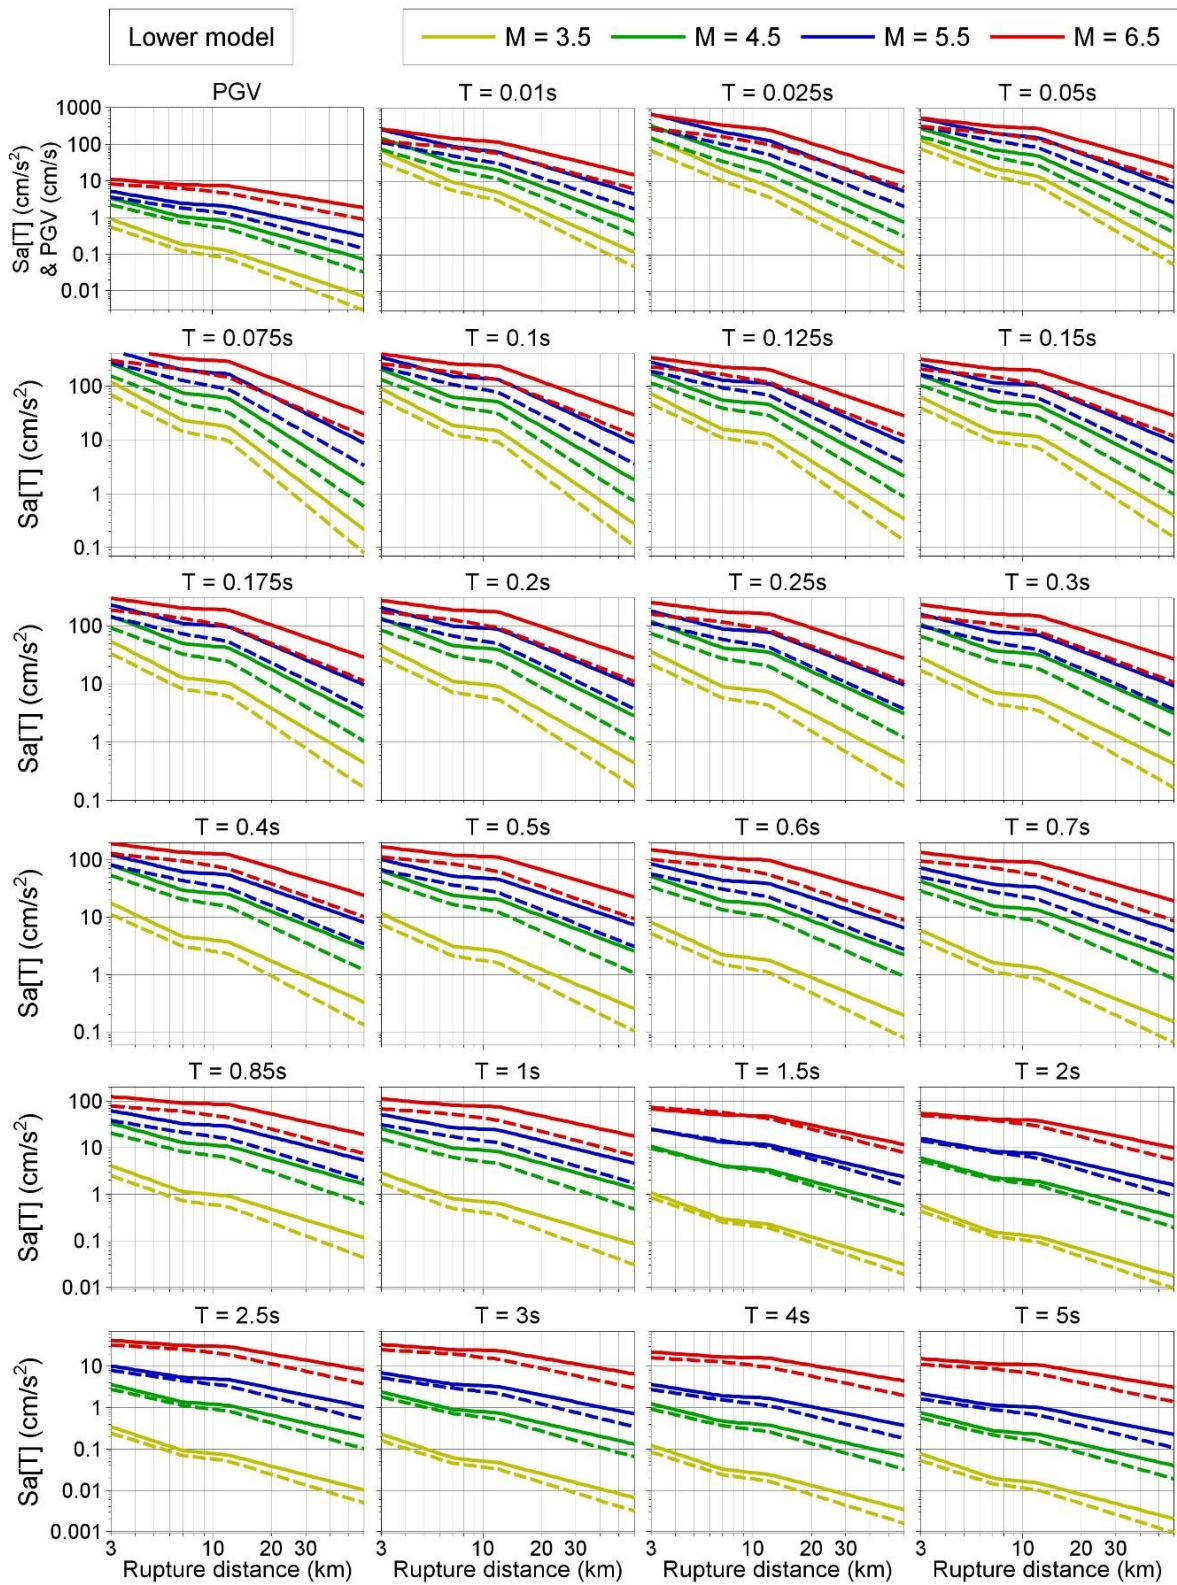 Lower model
M = 3.5 M = 4.5 M = 5.5 M = 6.5
PGV T = 0.01s T = 0.025s T = 0.05s
Sa[T] (cm/s²)
& PGV (cm/s)
1000
100
10
1
0.1
0.01
T = 0.075s T = 0.1s T = 0.125s T = 0.15s
Sa[T] (cm/s²)
100
10
1
0.1
T = 0.175s T = 0.2s T = 0.25s T = 0.3s
Sa[T] (cm/s²)
100
10
1
0.1
T = 0.4s T = 0.5s T = 0.6s T = 0.7s
Sa[T] (cm/s²)
100
10
1
0.1
T = 0.85s T = 1s T = 1.5s T = 2s
Sa[T] (cm/s²)
100
10
1
0.1
0.01
T = 2.5s T = 3s T = 4s T = 5s
Sa[T] (cm/s²)
10
1
0.1
0.01
0.001
3 10 20 30 3 10 20 30 3 10 20 30 3 10 20 30
Rupture distance (km) Rupture distance (km) Rupture distance (km) Rupture distance (km)